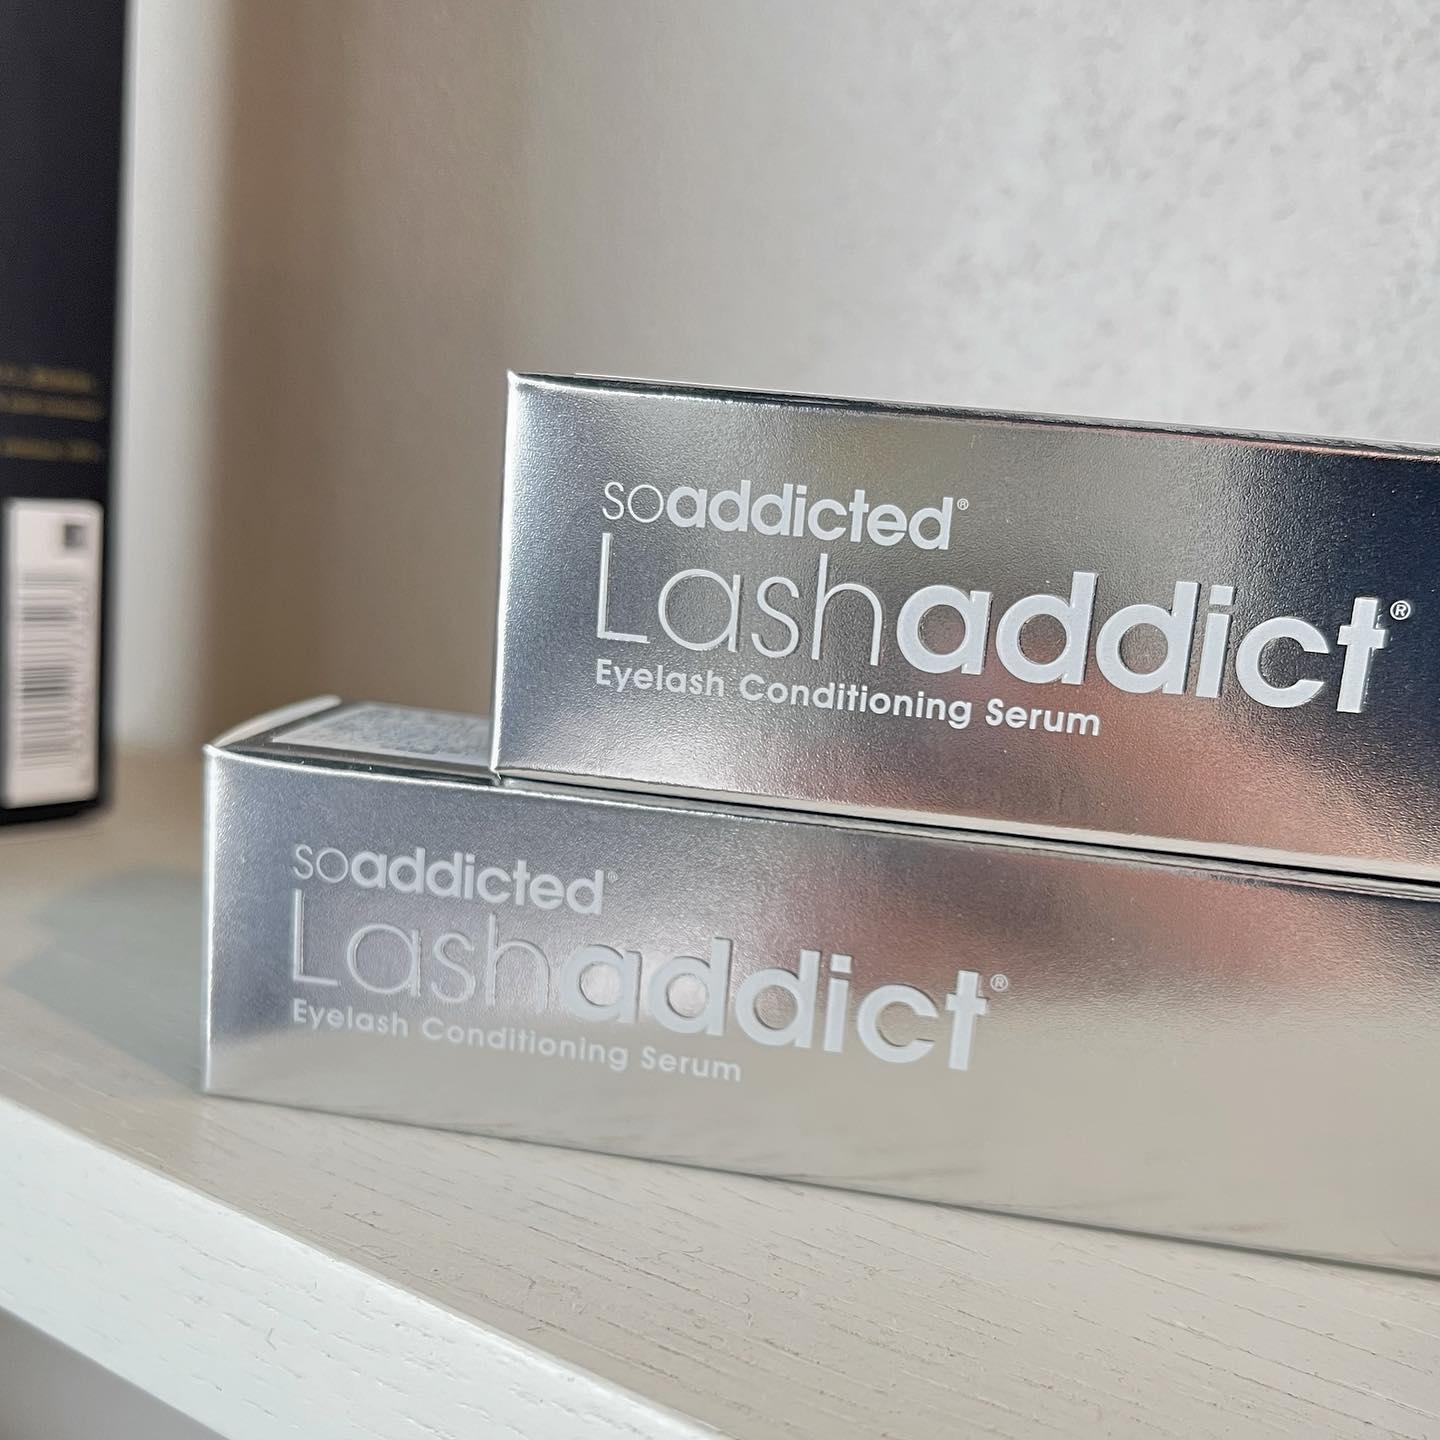 soaddicted®
Lashaddict®
Eyelash Conditioning Serum
soaddicted®
Lashaddict®
Eyelash Conditioning Serum